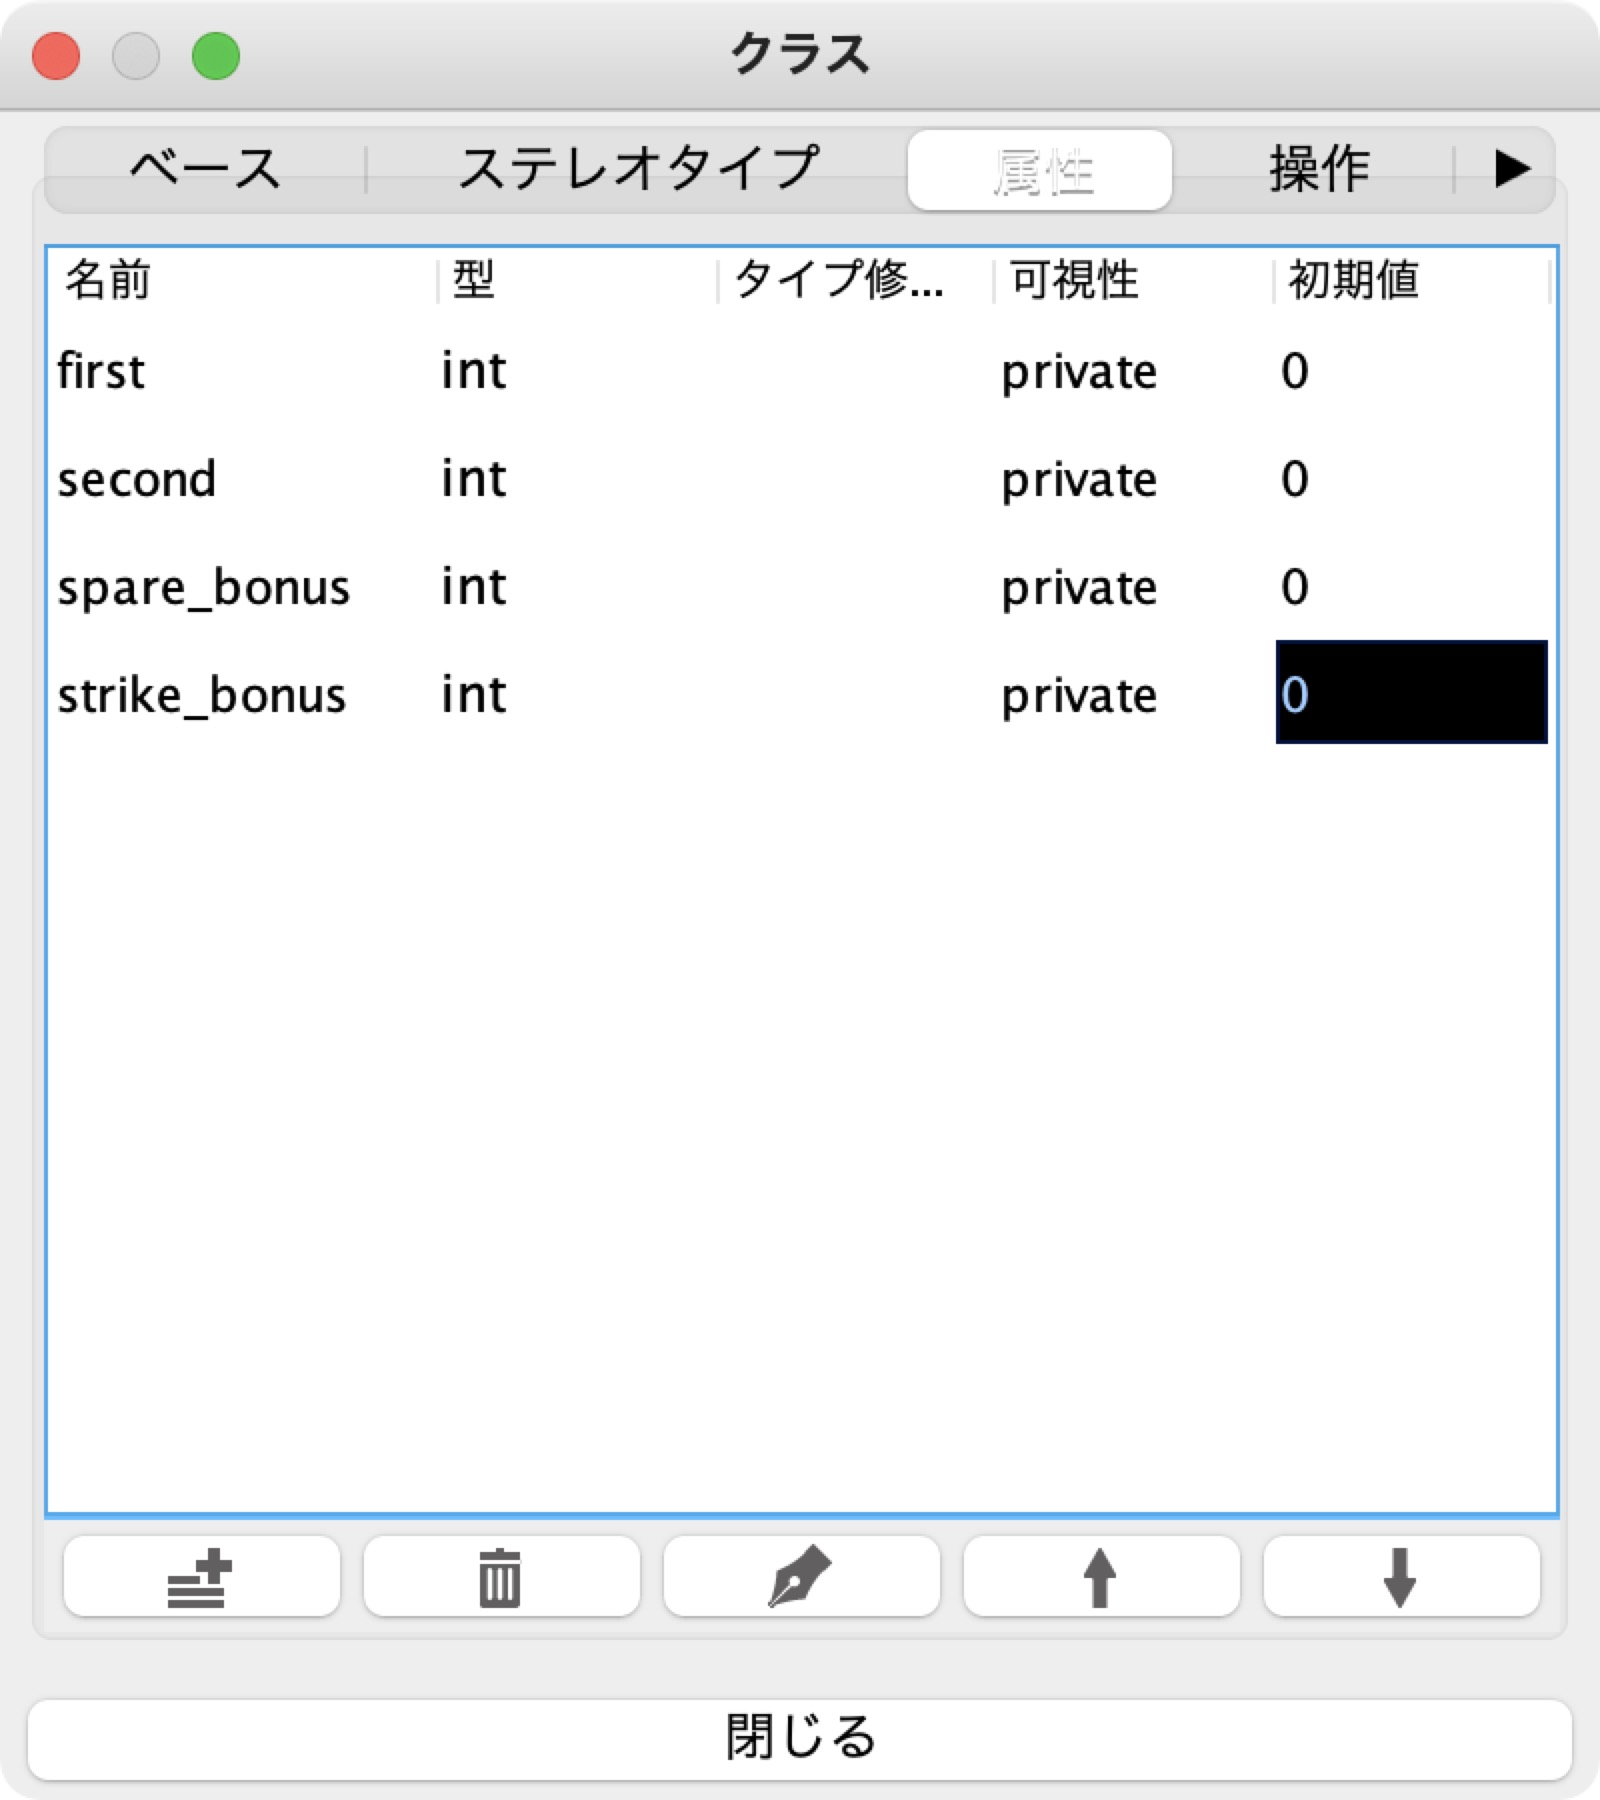 クラス
ベース ステレオタイプ 属性 操作
名前 型 タイプ修... 可視性 初期値
first int private 0
second int private 0
spare_bonus int private 0
strike_bonus int private 0
閉じる